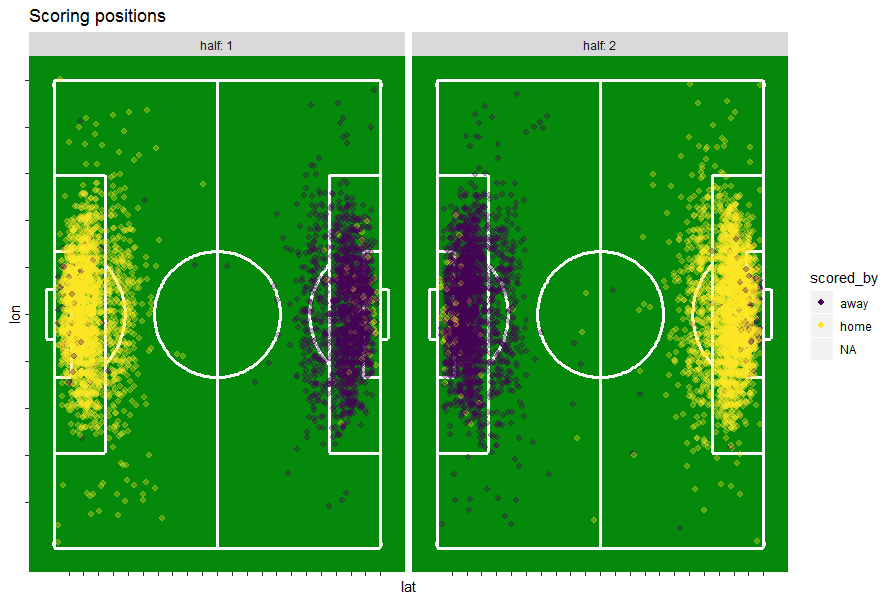 Scoring positions
half: 1
half: 2
lon
lat
scored_by
away
home
NA